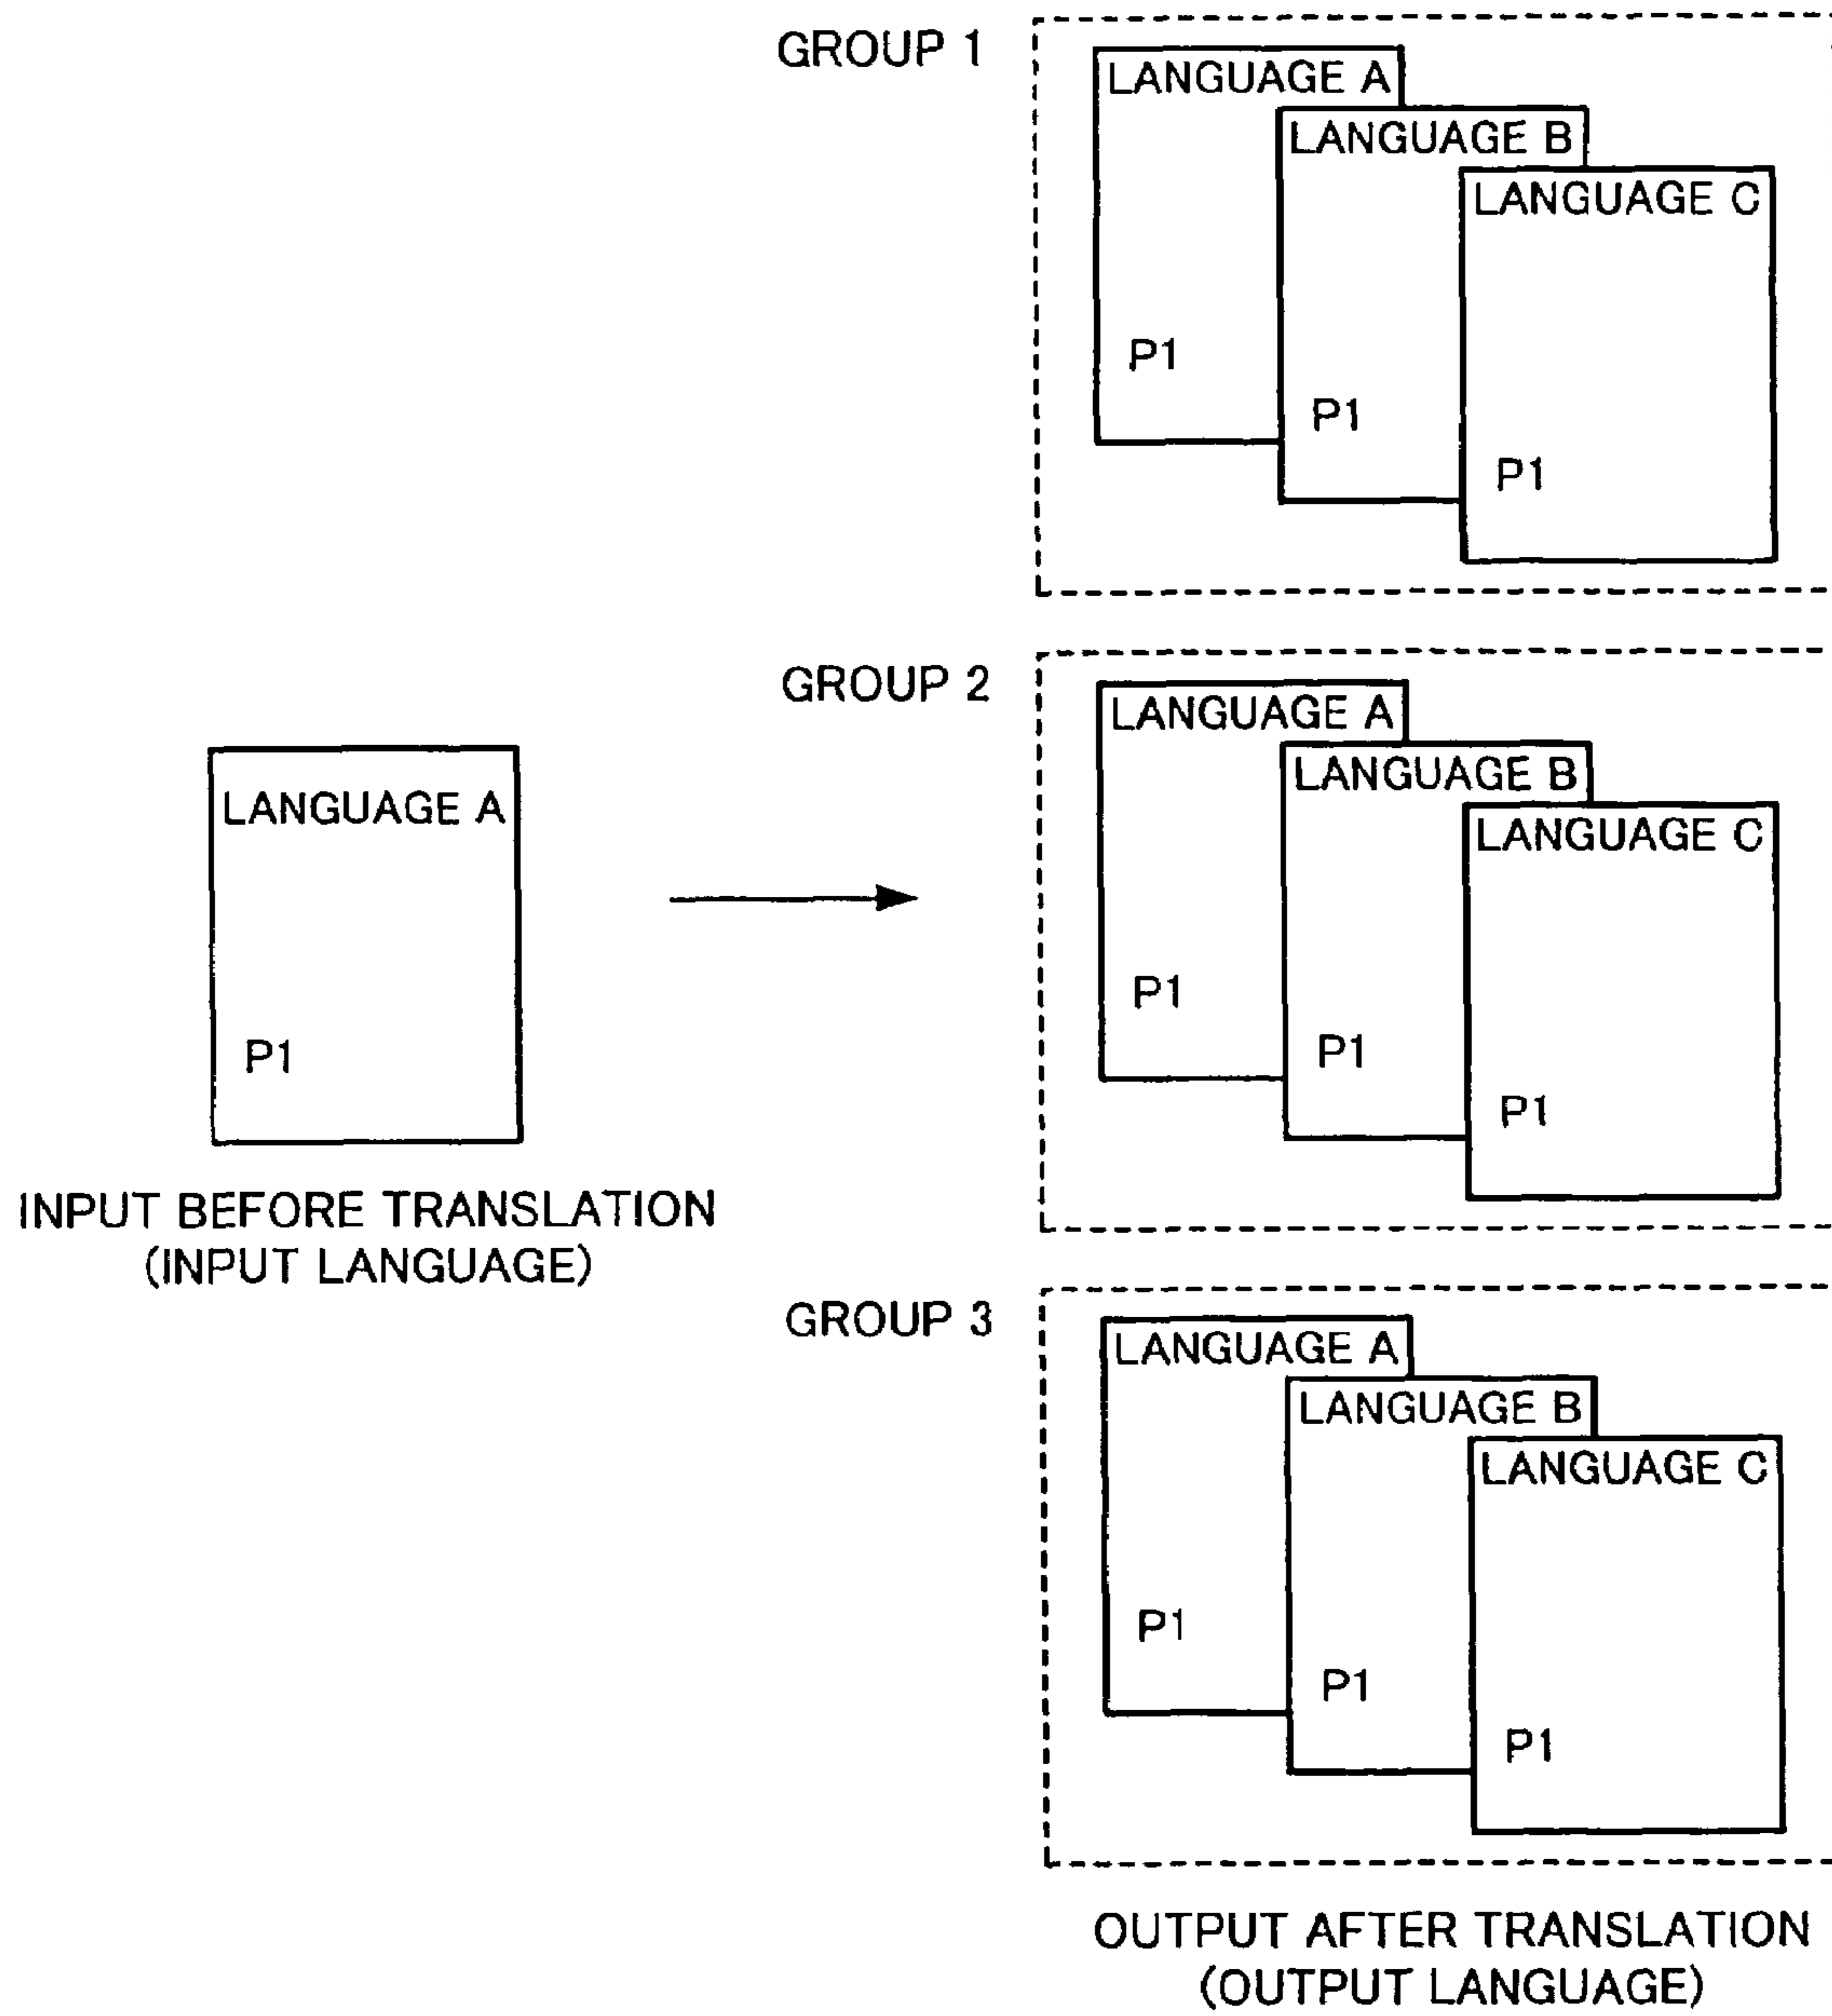 GROUP 1
LANGUAGE A
LANGUAGE B
LANGUAGE C
P1
P1
P1
GROUP 2
LANGUAGE A
LANGUAGE B
LANGUAGE C
P1
P1
P1
LANGUAGE A
P1
INPUT BEFORE TRANSLATION
(INPUT LANGUAGE)
GROUP 3
LANGUAGE A
LANGUAGE B
LANGUAGE C
P1
P1
P1
OUTPUT AFTER TRANSLATION
(OUTPUT LANGUAGE)